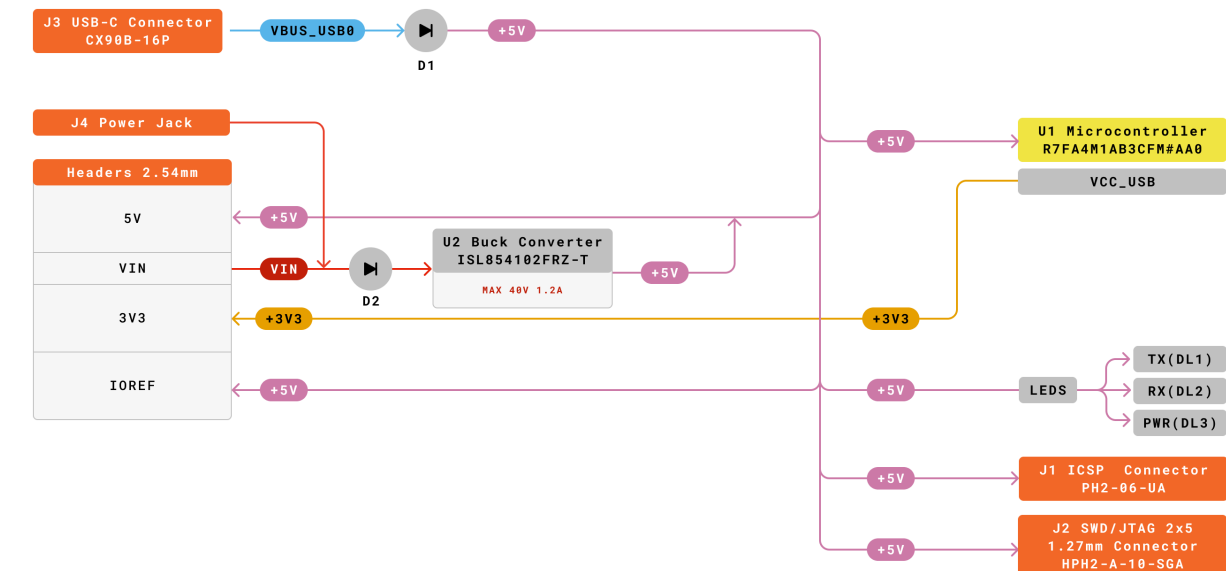 J3 USB-C Connector
CX90B-16P
VBUS_USB0
+5V
D1
J4 Power Jack
U1 Microcontroller
R7FA4M1AB3CFM#AA0
+5V
Headers 2.54mm
VCC_USB
5V
+5V
U2 Buck Converter
ISL854102FRZ-T
VIN
VIN
+5V
MAX 40V 1.2A
D2
3V3
+3V3
+3V3
TX(DL1)
IOREF
+5V
+5V
LEDS
RX(DL2)
PWR(DL3)
+5V
J1 ICSP Connector
PH2-06-UA
+5V
J2 SWD/JTAG 2x5
1.27mm Connector
HPH2-A-10-SGA